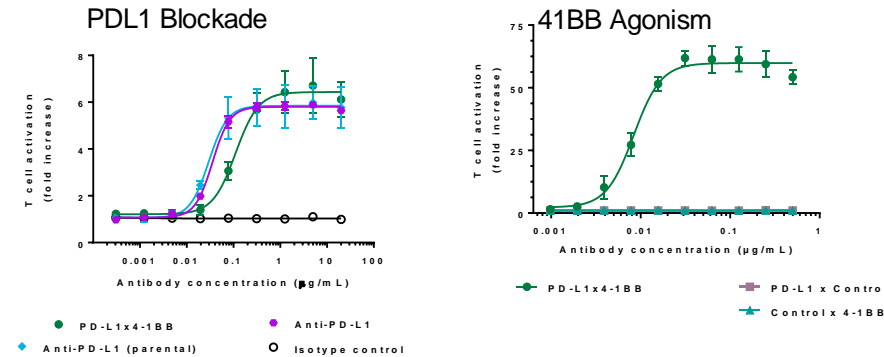 PDL1 Blockade
8
6
4
2
0
T cell activation
(fold increase)
0.001 0.01 0.1 1 10 100
Antibody concentration (µg/mL)
PD-L1x4-1BB
Anti-PD-L1
Anti-PD-L1 (parental)
Isotype control
41BB Agonism
75
50
25
0
T cell activation
(fold increase)
0.001 0.01 0.1 1
Antibody concentration (µg/mL)
PD-L1x4-1BB
PD-L1 x Contro
Control x 4-1BB